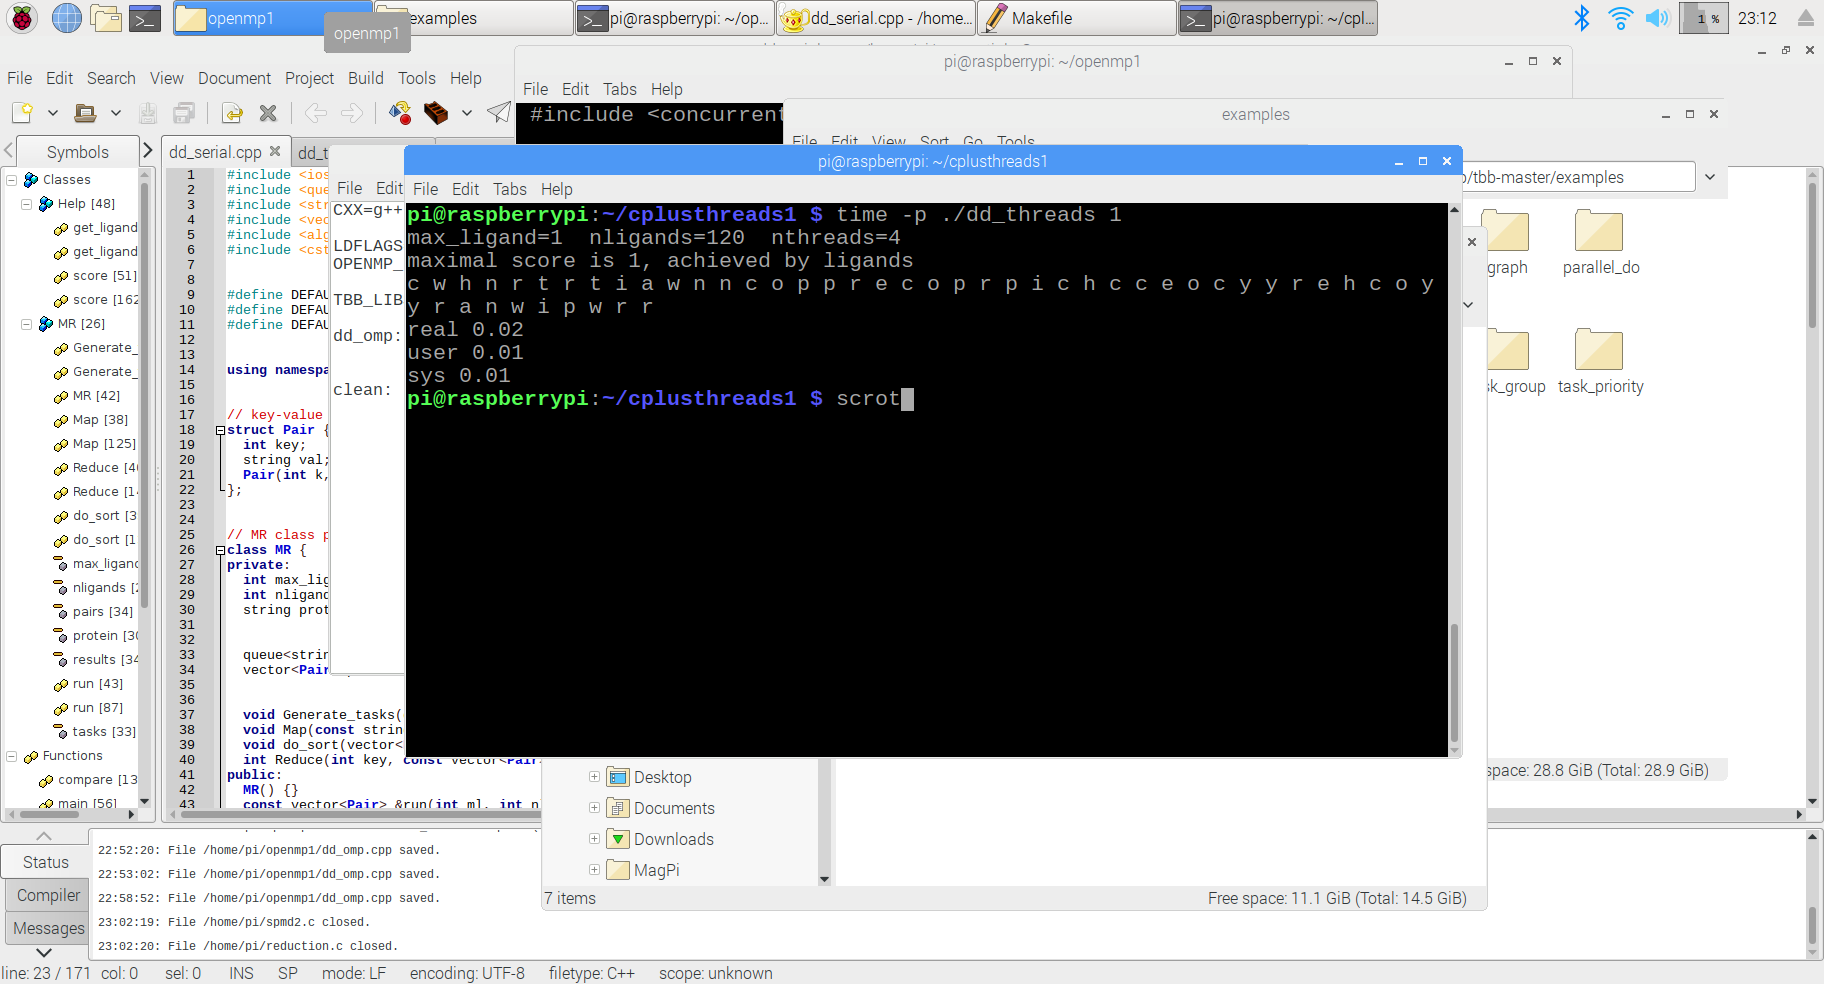 openmp1
examples
pi@raspberrypi: ~/op...
dd_serial.cpp - /home...
Makefile
pi@raspberrypi: ~/cpl...
1 %
23:12
openmp1
File Edit Search View Document Project Build Tools Help
pi@raspberrypi: ~/openmp1
File Edit Tabs Help
#include <concurrent
examples
File Edit View Sort Go Tools
/tbb-master/examples
graph
parallel_do
sk_group
task_priority
space: 28.8 GiB (Total: 28.9 GiB)
Symbols
Classes
Help [48]
get_ligand
get_ligand
score [51]
score [162
MR [26]
Generate_
Generate_
MR [42]
Map [38]
Map [125]
Reduce [40
Reduce [14
do_sort [3
do_sort [1
max_ligand
nligands [2
pairs [34]
protein [30
results [34
run [43]
run [87]
tasks [33]
Functions
compare [13
main [56]
dd_serial.cpp
dd_t
1 #include <ios
2 #include <que
3 #include <str
4 #include <vec
5 #include <alg
6 #include <cst
7
8
9 #define DEFAU
10 #define DEFAU
11 #define DEFAU
12
13
14 using namespa
15
16
17 // key-value
18 struct Pair {
19 int key;
20 string val;
21 Pair(int k,
22 };
23
24
25 // MR class p
26 class MR {
27 private:
28 int max_lig
29 int nligand
30 string prot
31
32
33 queue<strin
34 vector<Pair
35
36
37 void Generate_tasks(
38 void Map(const strin
39 void do_sort(vector<
40 int Reduce(int key, const vector<Pair
41 public:
42 MR() {}
43 const vector<Pair> &run(int ml, int n
File Edit
CXX=g++
LDFLAGS
OPENMP_
TBB_LIB
dd_omp:
clean:
pi@raspberrypi: ~/cplusthreads1
File Edit Tabs Help
pi@raspberrypi:~/cplusthreads1 $ time -p ./dd_threads 1
max_ligand=1  nligands=120  nthreads=4
maximal score is 1, achieved by ligands
c w h n r t r t i a w n n c o p p r e c o p r p i c h c c e o c y y r e h c o y
y r a n w i p w r r
real 0.02
user 0.01
sys 0.01
pi@raspberrypi:~/cplusthreads1 $ scrot
Desktop
Documents
Downloads
MagPi
7 items
Free space: 11.1 GiB (Total: 14.5 GiB)
Status
Compiler
Messages
22:52:20: File /home/pi/openmp1/dd_omp.cpp saved.
22:53:02: File /home/pi/openmp1/dd_omp.cpp saved.
22:58:52: File /home/pi/openmp1/dd_omp.cpp saved.
23:02:19: File /home/pi/spmd2.c closed.
23:02:20: File /home/pi/reduction.c closed.
line: 23 / 171 col: 0 sel: 0 INS SP mode: LF encoding: UTF-8 filetype: C++ scope: unknown